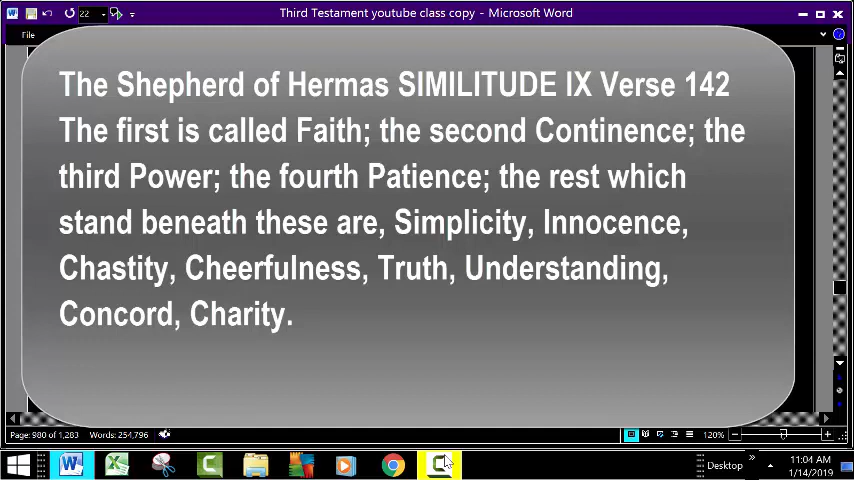 Third Testament youtube class copy - Microsoft Word
22
File
The Shepherd of Hermas SIMILITUDE IX Verse 142
The first is called Faith; the second Continence; the
third Power; the fourth Patience; the rest which
stand beneath these are, Simplicity, Innocence,
Chastity, Cheerfulness, Truth, Understanding,
Concord, Charity.
Page: 980 of 1,283 Words: 254,796 120%
Desktop
11:04 AM
1/14/2019